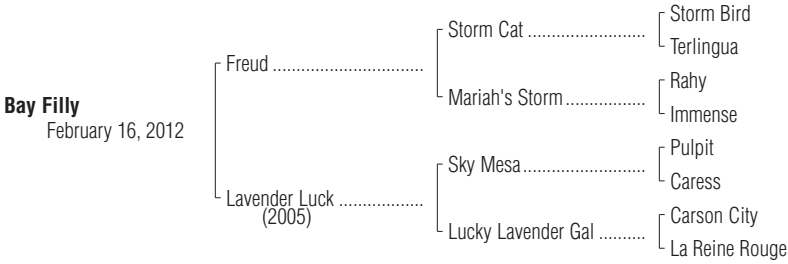 Storm Bird
Storm Cat ........................
Terlingua
Freud ...............................
Rahy
Mariah's Storm ................
Immense
Bay Filly
February 16, 2012
Pulpit
Sky Mesa .........................
Caress
Lavender Luck .................
(2005)
Carson City
Lucky Lavender Gal ..........
La Reine Rouge